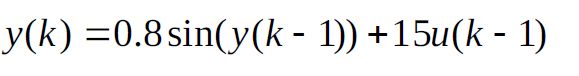 y(k) =0.8sin(y(k - 1)) +15u(k - 1)